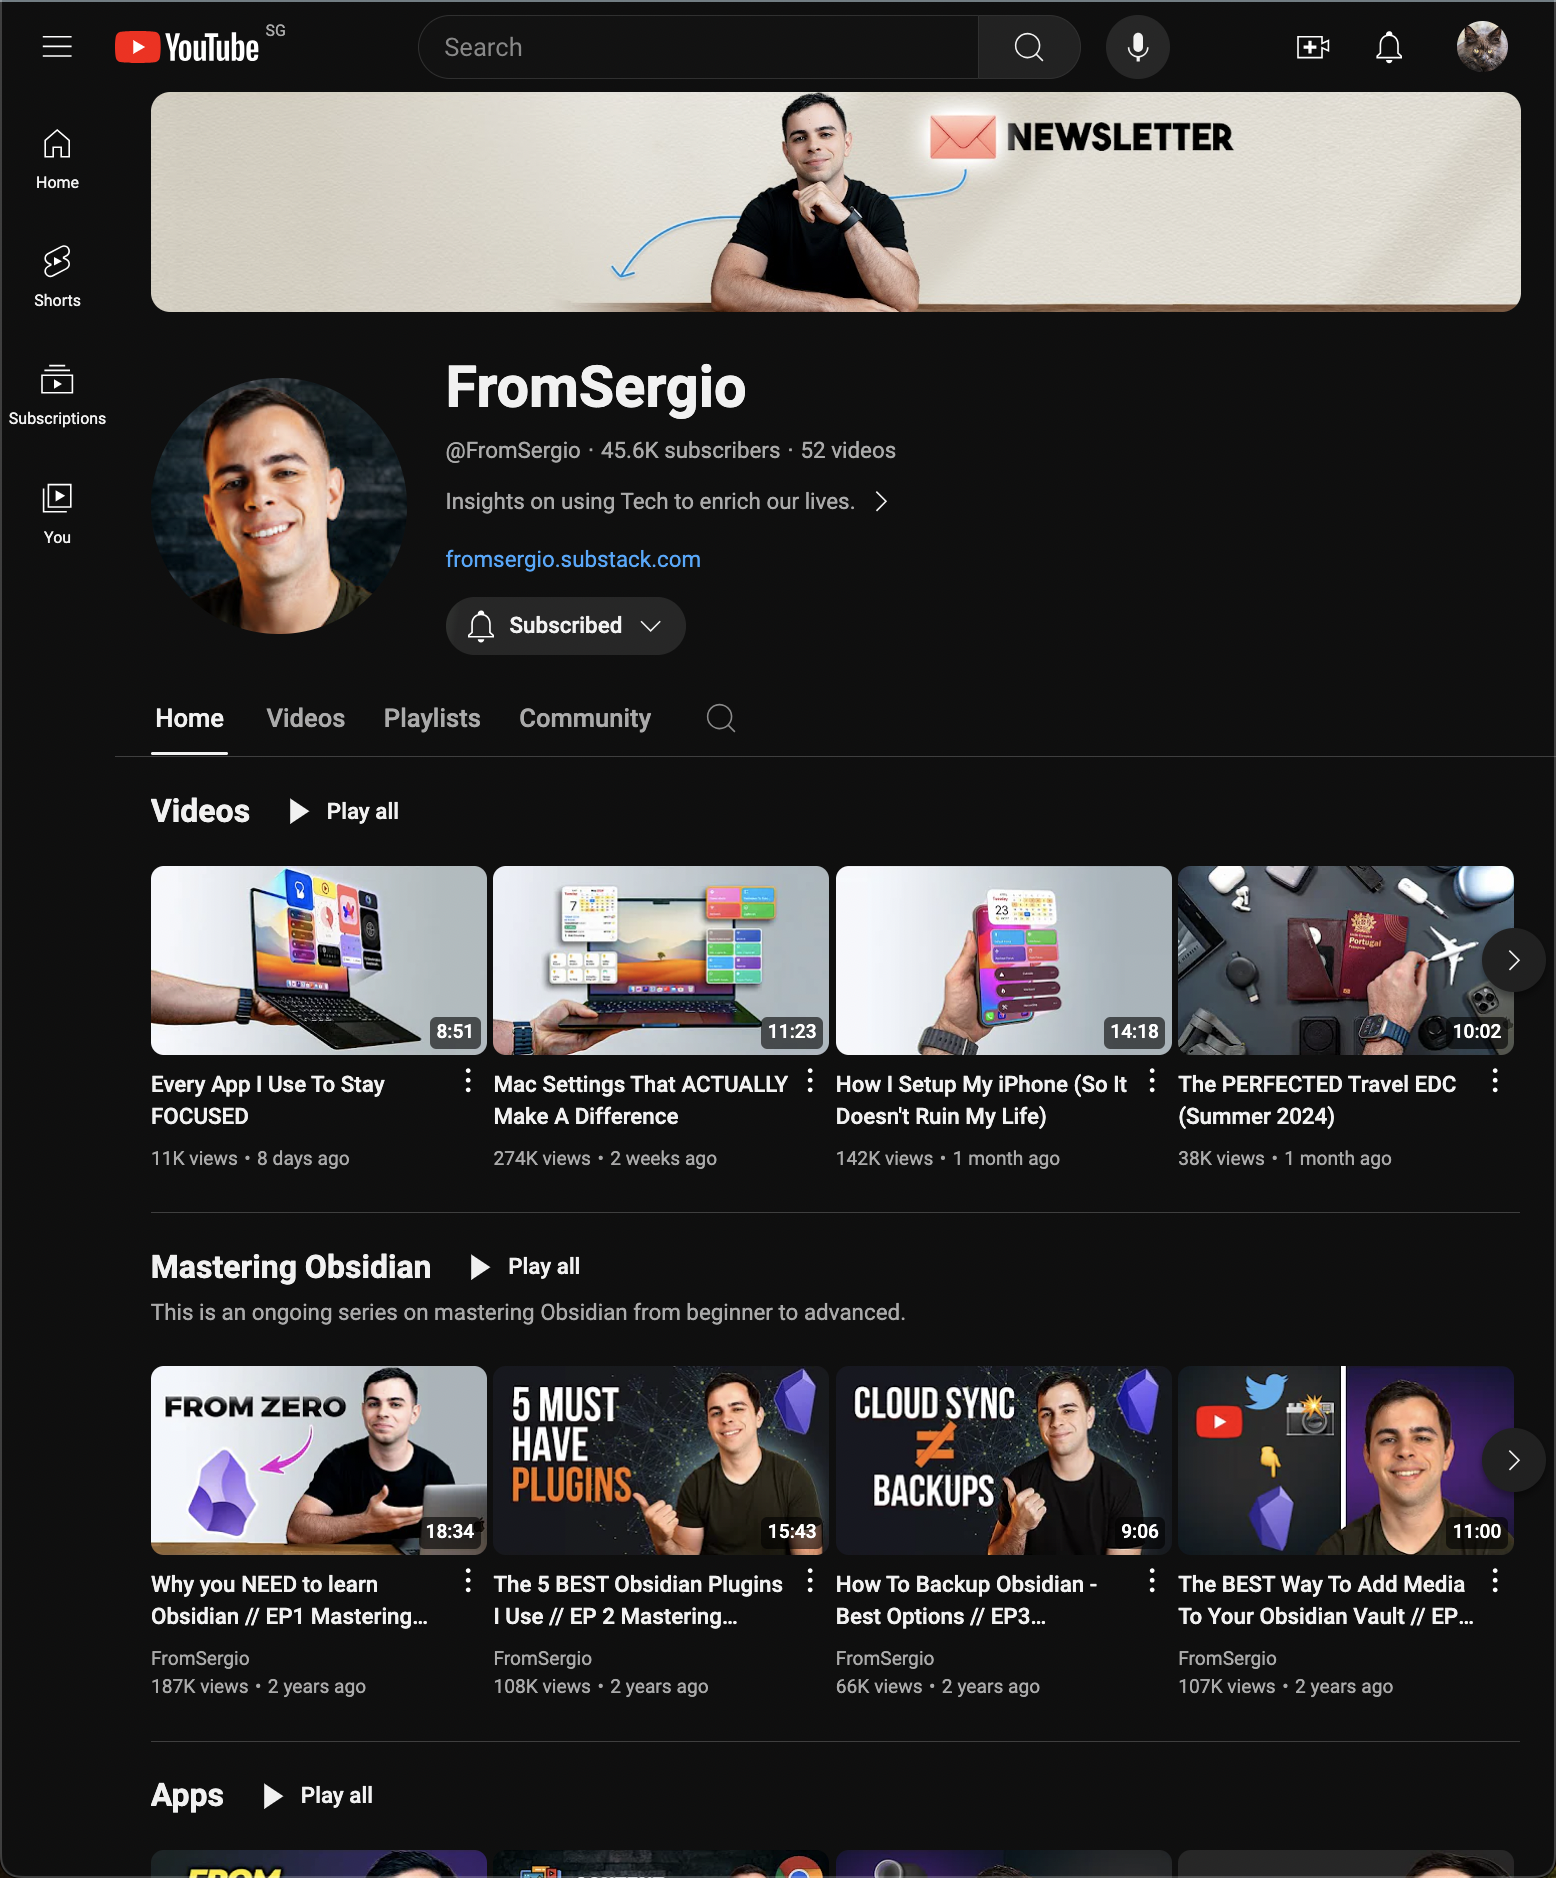 YouTube SG
Search
Home
Shorts
Subscriptions
You
NEWSLETTER
FromSergio
@FromSergio · 45.6K subscribers · 52 videos
Insights on using Tech to enrich our lives.
fromsergio.substack.com
Subscribed
Home Videos Playlists Community
Videos Play all
7
23
Portugal
8:51
11:23
14:18
10:02
Every App I Use To Stay
FOCUSED
11K views • 8 days ago
Mac Settings That ACTUALLY
Make A Difference
274K views • 2 weeks ago
How I Setup My iPhone (So It
Doesn't Ruin My Life)
142K views • 1 month ago
The PERFECTED Travel EDC
(Summer 2024)
38K views • 1 month ago
Mastering Obsidian Play all
This is an ongoing series on mastering Obsidian from beginner to advanced.
FROM ZERO
18:34
5 MUST
HAVE
PLUGINS
15:43
CLOUD SYNC
≠
BACKUPS
9:06
11:00
Why you NEED to learn
Obsidian // EP1 Mastering...
FromSergio
187K views • 2 years ago
The 5 BEST Obsidian Plugins
I Use // EP 2 Mastering...
FromSergio
108K views • 2 years ago
How To Backup Obsidian -
Best Options // EP3...
FromSergio
66K views • 2 years ago
The BEST Way To Add Media
To Your Obsidian Vault // EP...
FromSergio
107K views • 2 years ago
Apps Play all
FROM